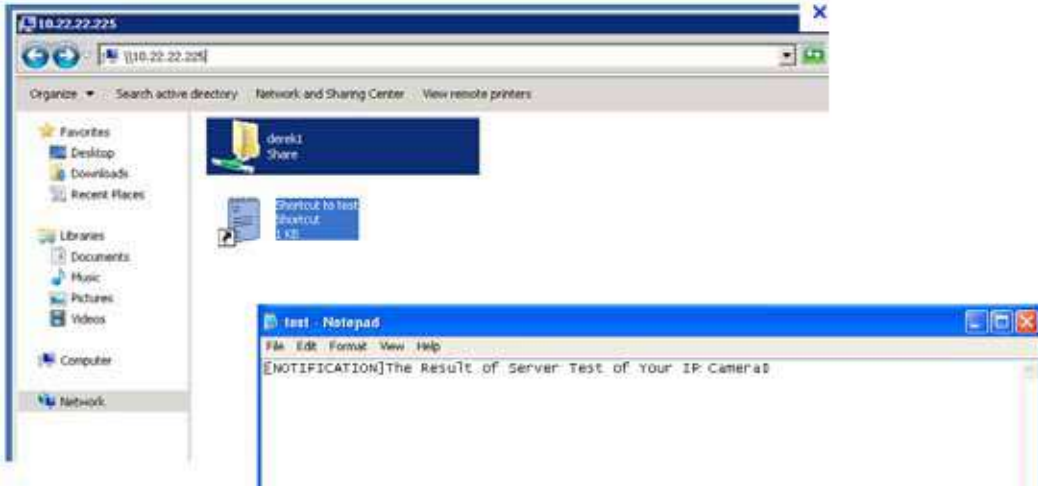 10.22.22.225
\\10.22.22.225
Organize Search active directory Network and Sharing Center View remote printers
Favorites
Desktop
Downloads
Recent Places
Libraries
Documents
Music
Pictures
Videos
Computer
Network
derek1
Share
Shortcut to test
Shortcut
1 KB
test - Notepad
File Edit Format View Help
[NOTIFICATION]The Result of Server Test of Your IP Camera